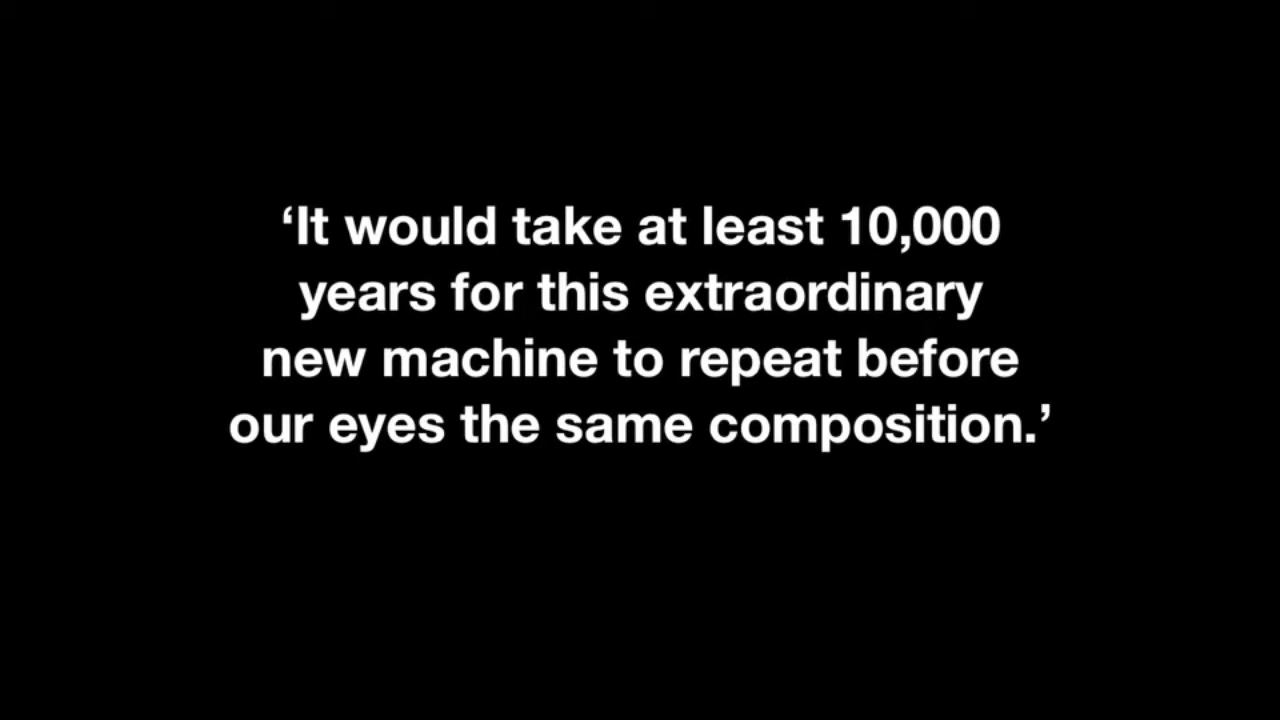 ‘It would take at least 10,000
years for this extraordinary
new machine to repeat before
our eyes the same composition.’